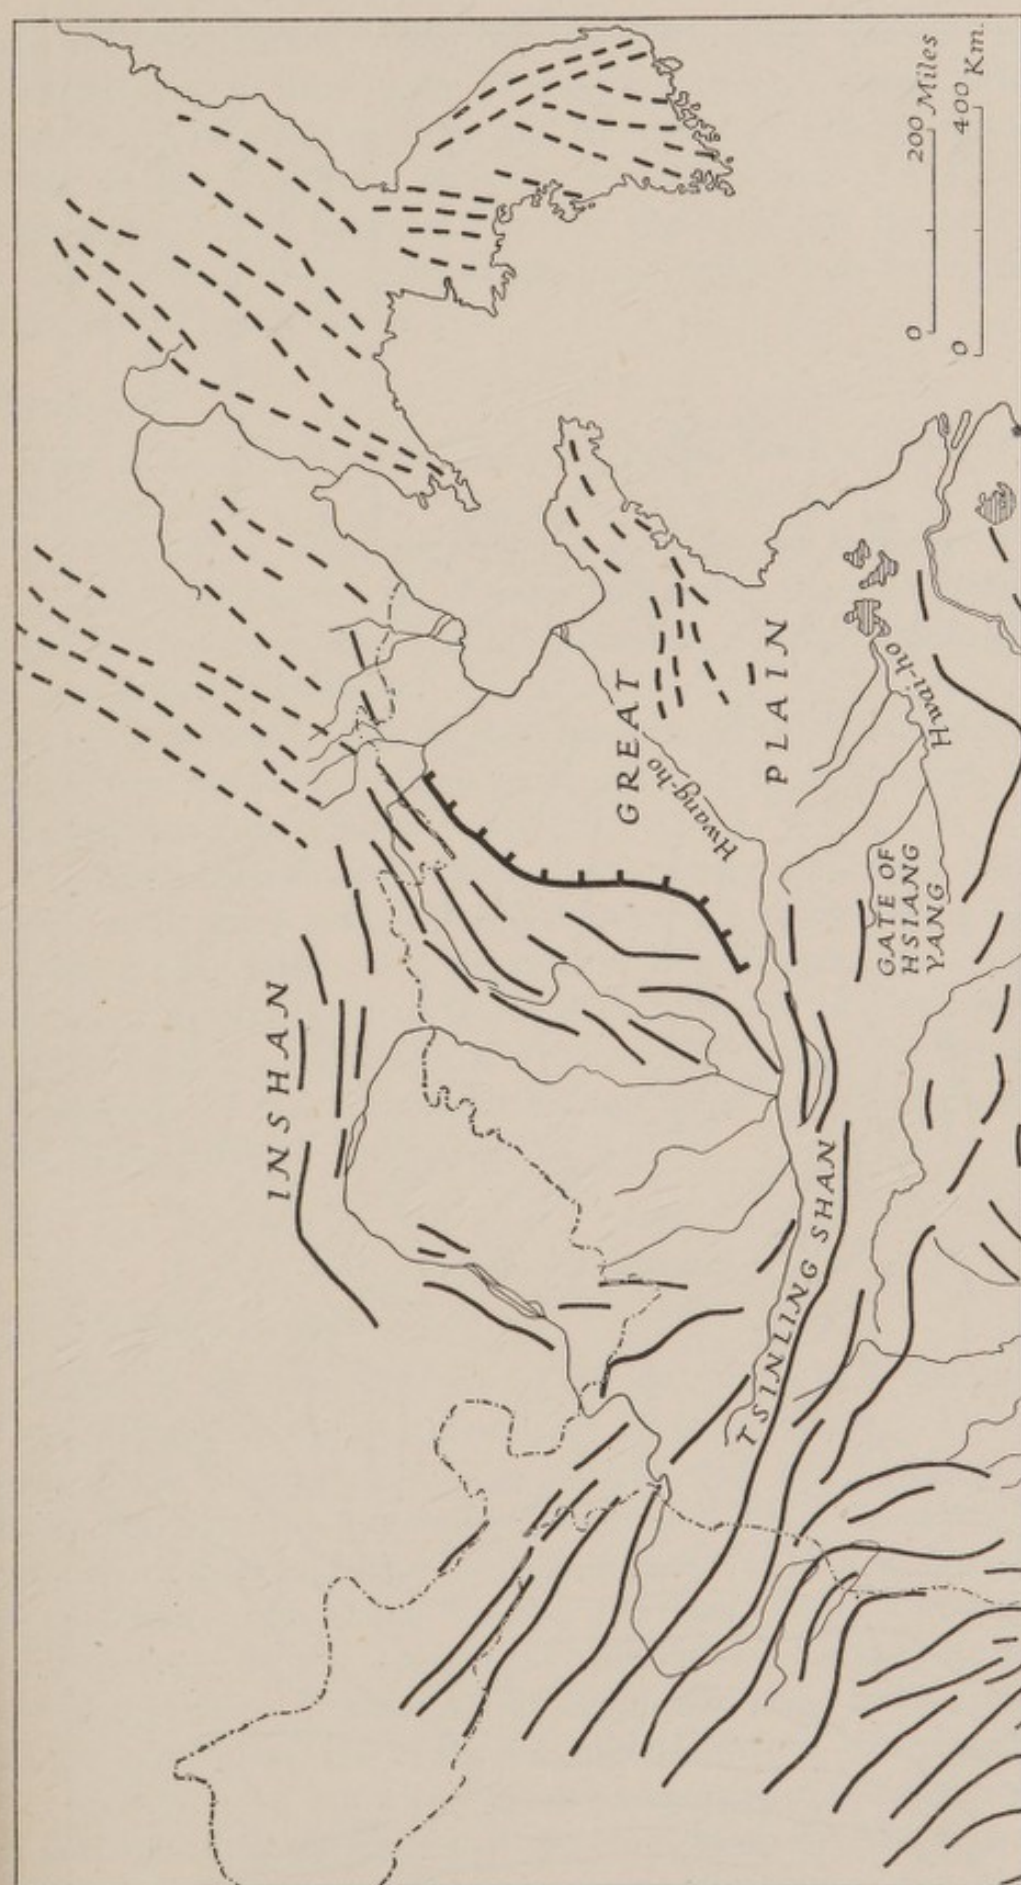 0 200 Miles
0 400 Km.
INSHAN
GREAT
PLAIN
Hwang-ho
Hwai-ho
GATE OF
HSIANG
YANG
TSINLING SHAN